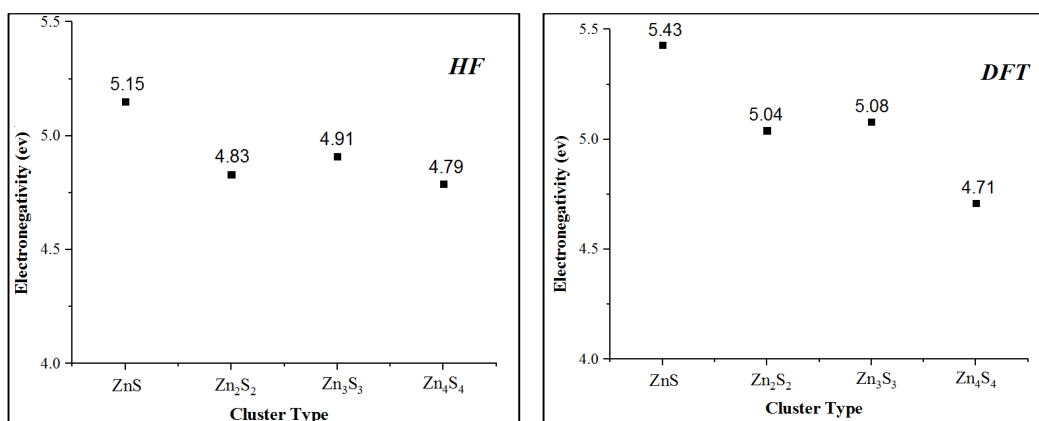 HF
Electronegativity (ev)
5.5
5.0
4.5
4.0
5.15
4.83
4.91
4.79
ZnS
Zn₂S₂
Zn₃S₃
Zn₄S₄
Cluster Type
DFT
Electronegativity (ev)
5.5
5.0
4.5
4.0
5.43
5.04
5.08
4.71
ZnS
Zn₂S₂
Zn₃S₃
Zn₄S₄
Cluster Type